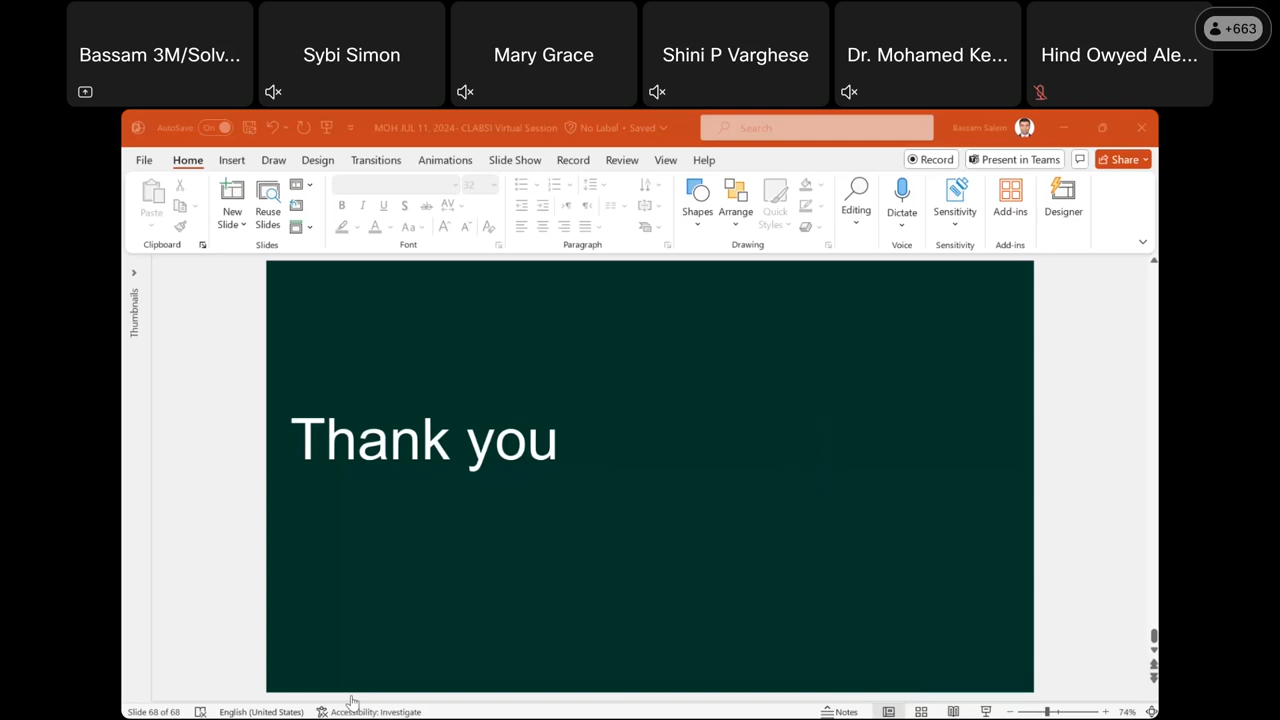 Bassam 3M/Solv...
Sybi Simon
Mary Grace
Shini P Varghese
Dr. Mohamed Ke...
Hind Owyed Ale...
+663
AutoSave On
MOH JUL 11, 2024- CLABSI Virtual Session No Label • Saved
Search
Bassam Salem
File Home Insert Draw Design Transitions Animations Slide Show Record Review View Help
Record Present in Teams Share
Paste
New Slide
Reuse Slides
32
Shapes
Arrange
Quick Styles
Editing
Dictate
Sensitivity
Add-ins
Designer
Clipboard Slides Font Paragraph Drawing Voice Sensitivity Add-ins
Thumbnails
Thank you
Slide 68 of 68 English (United States) Accessibility: Investigate Notes 74%